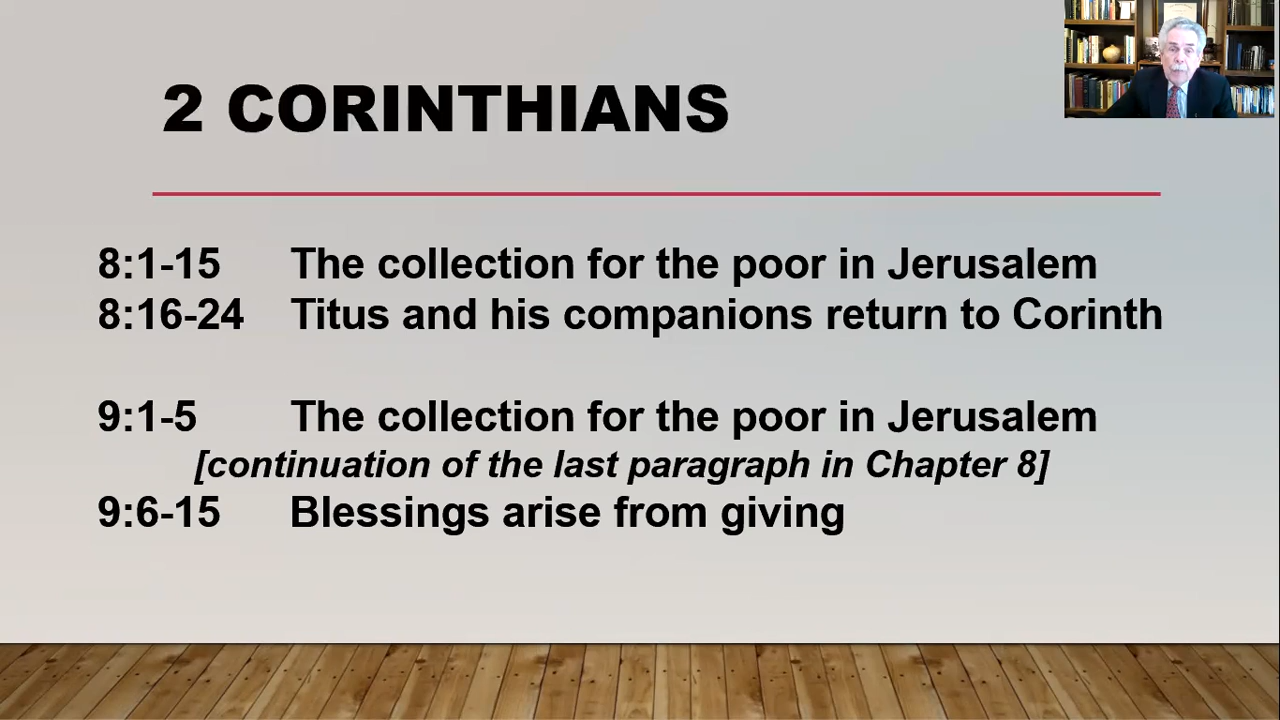 2 CORINTHIANS
8:1-15 The collection for the poor in Jerusalem
8:16-24 Titus and his companions return to Corinth
9:1-5 The collection for the poor in Jerusalem
[continuation of the last paragraph in Chapter 8]
9:6-15 Blessings arise from giving